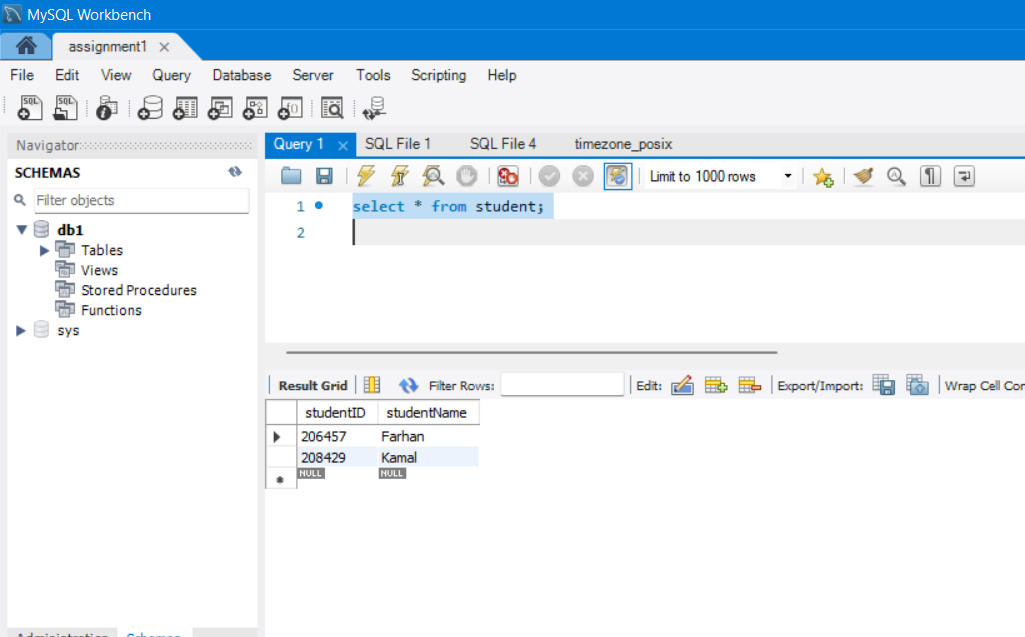 MySQL Workbench
assignment1
File Edit View Query Database Server Tools Scripting Help
SQL SQL
Navigator
SCHEMAS
Filter objects
db1
Tables
Views
Stored Procedures
Functions
sys
Query 1 SQL File 1 SQL File 4 timezone_posix
Limit to 1000 rows
1 select * from student;
2
Result Grid Filter Rows: Edit: Export/Import: Wrap Cell Con
studentID studentName
206457 Farhan
208429 Kamal
NULL NULL
Administration Schemas